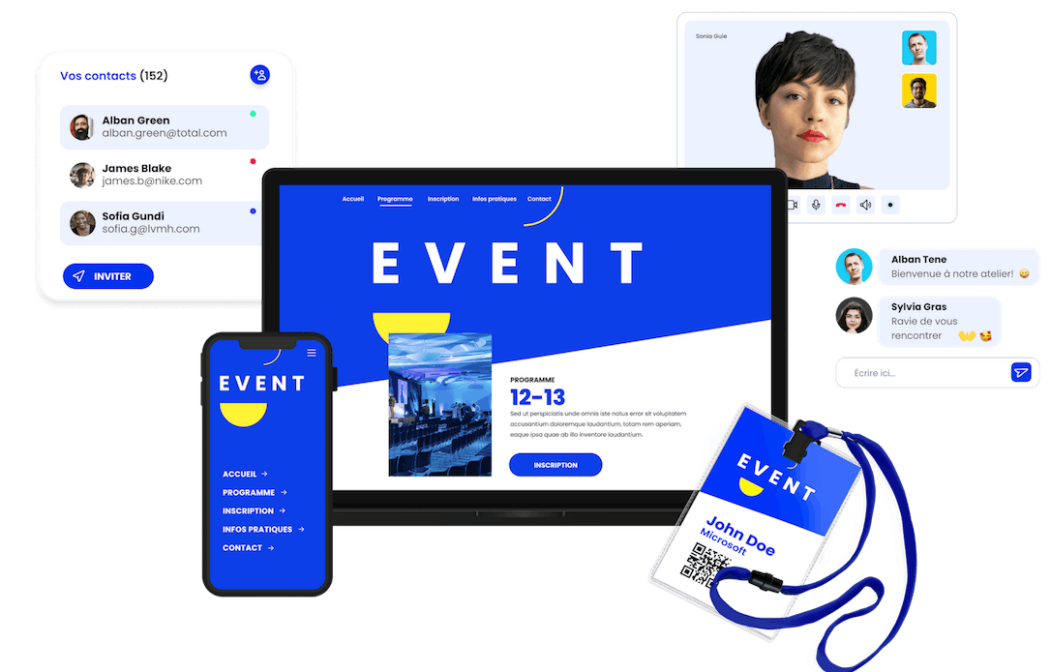 Sonia Guie
Vos contacts (152)
Alban Green
alban.green@total.com
James Blake
james.b@nike.com
Sofia Gundi
sofia.g@lvmh.com
INVITER
Accueil Programme Inscription Infos pratiques Contact
EVENT
PROGRAMME
12-13
Sed ut perspiciatis unde omnis iste natus error sit voluptatem
accusantium doloremque laudantium, totam rem aperiam,
eaque ipsa quae ab illo inventore laudantium.
INSCRIPTION
Alban Tene
Bienvenue à notre atelier! 😀
Sylvia Gras
Ravie de vous
rencontrer 👐 🥰
Écrire ici...
EVENT
ACCUEIL →
PROGRAMME →
INSCRIPTION →
INFOS PRATIQUES →
CONTACT →
EVENT
John Doe
Microsoft